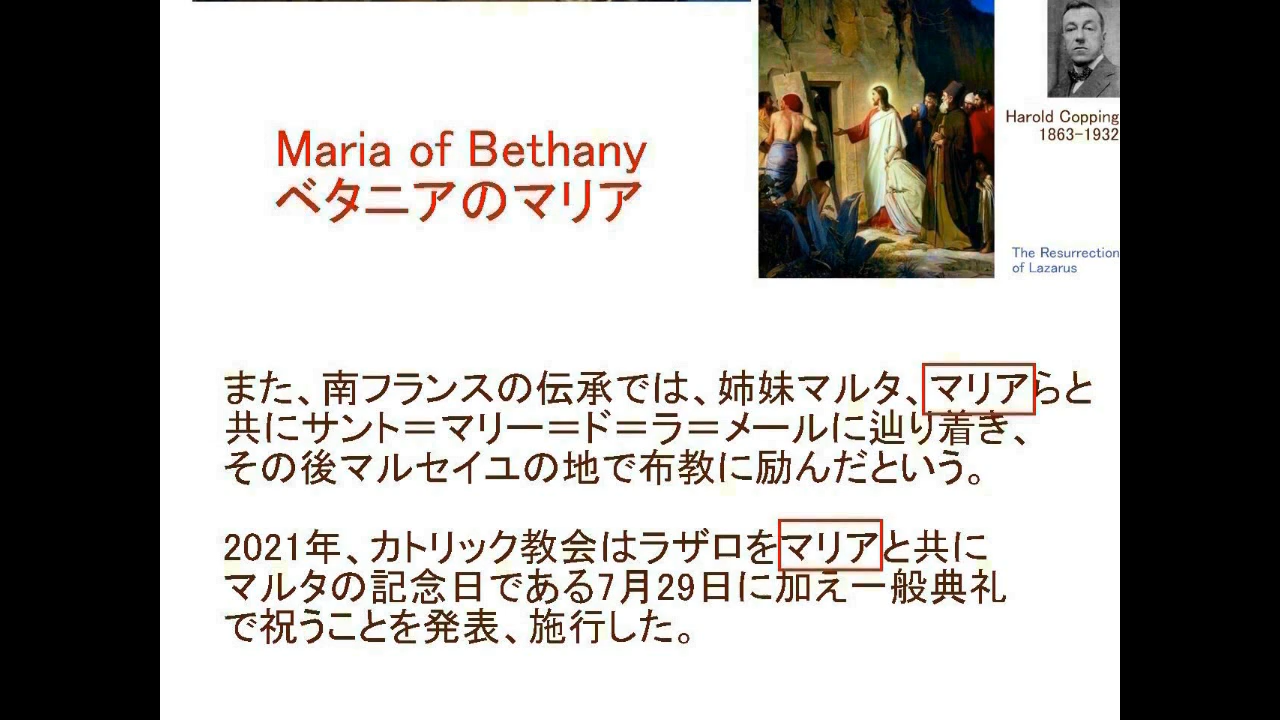 Harold Copping
1863-1932
Maria of Bethany
ベタニアのマリア
The Resurrection
of Lazarus
また、南フランスの伝承では、姉妹マルタ、マリアらと
共にサント＝マリー＝ド＝ラ＝メールに辿り着き、
その後マルセイユの地で布教に励んだという。
2021年、カトリック教会はラザロをマリアと共に
マルタの記念日である7月29日に加え一般典礼
で祝うことを発表、施行した。